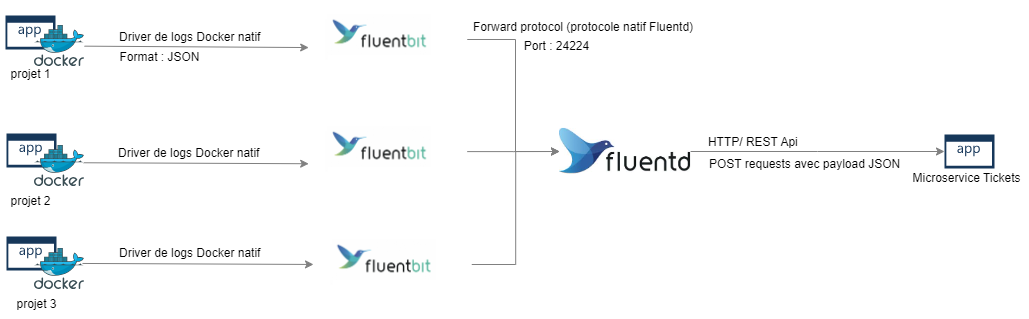 app
docker
projet 1
Driver de logs Docker natif
Format : JSON
fluentbit
Forward protocol (protocole natif Fluentd)
Port : 24224
app
docker
projet 2
Driver de logs Docker natif
fluentbit
fluentd
HTTP/ REST Api
POST requests avec payload JSON
app
Microservice Tickets
app
docker
projet 3
Driver de logs Docker natif
fluentbit